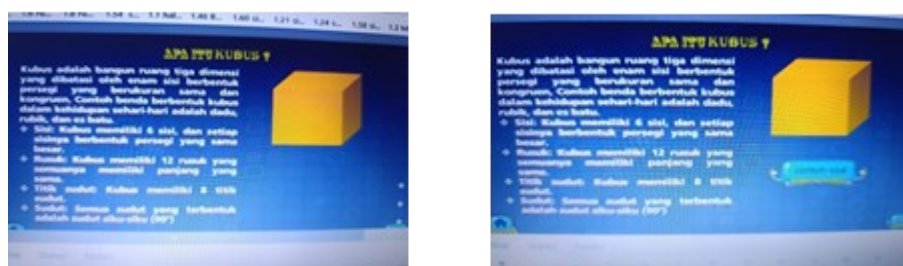 APA ITU KUBUS ?
Kubus adalah bangun ruang tiga dimensi
yang dibatasi oleh enam sisi berbentuk
persegi yang berukuran sama dan
kongruen, Contoh benda berbentuk kubus
dalam kehidupan sehari-hari adalah dadu,
rubik, dan es batu.
Sisi: Kubus memiliki 6 sisi, dan setiap
sisinya berbentuk persegi yang sama
besar.
Rusuk: Kubus memiliki 12 rusuk yang
semuanya memiliki panjang yang
sama.
Titik sudut: Kubus memiliki 8 titik
sudut.
Sudut: Semua sudut yang terbentuk
adalah sudut siku-siku (90°)
APA ITU KUBUS ?
Kubus adalah bangun ruang tiga dimensi
yang dibatasi oleh enam sisi berbentuk
persegi yang berukuran sama dan
kongruen, Contoh benda berbentuk kubus
dalam kehidupan sehari-hari adalah dadu,
rubik, dan es batu.
Sisi: Kubus memiliki 6 sisi, dan setiap
sisinya berbentuk persegi yang sama
besar.
Rusuk: Kubus memiliki 12 rusuk yang
semuanya memiliki panjang yang
sama.
Titik sudut: Kubus memiliki 8 titik
sudut.
Sudut: Semua sudut yang terbentuk
adalah sudut siku-siku (90°)